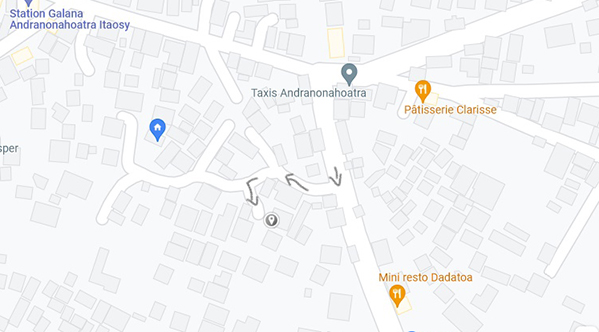 Station Galana
Andranonahoatra Itaosy
Taxis Andranonahoatra
Pâtisserie Clarisse
sper
Mini resto Dadatoa